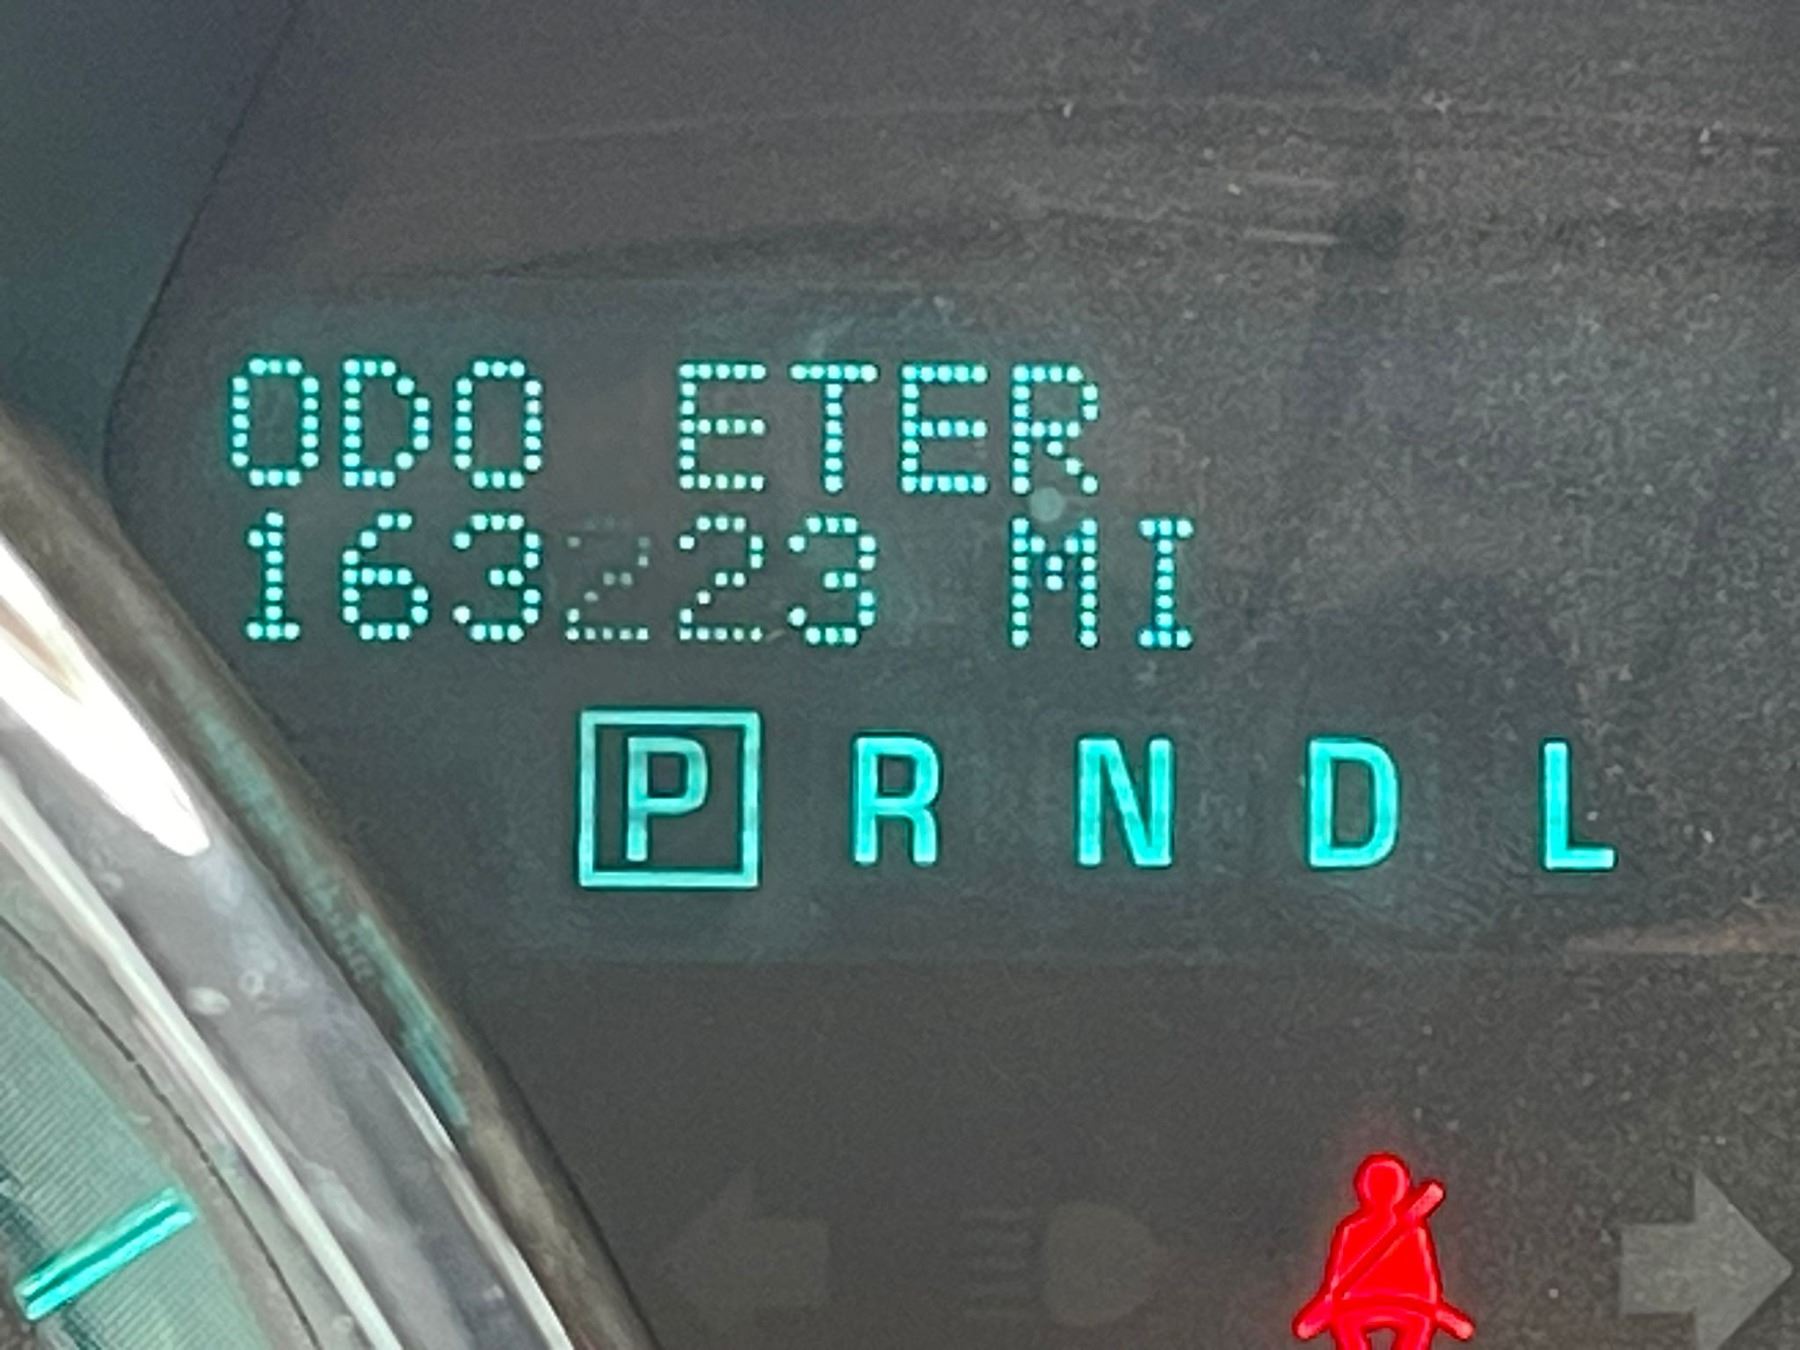 ODO ETER
163223 MI
P R N D L